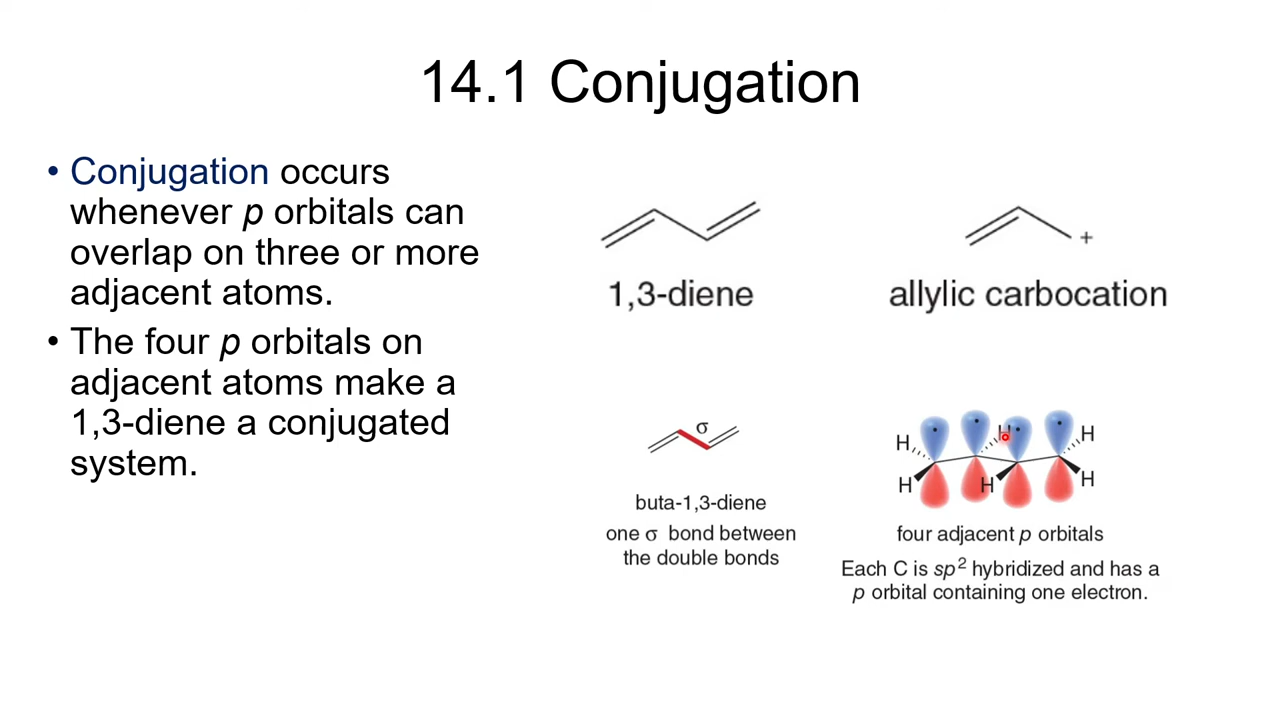 14.1 Conjugation
• Conjugation occurs
whenever p orbitals can
overlap on three or more
adjacent atoms.
• The four p orbitals on
adjacent atoms make a
1,3-diene a conjugated
system.
+
1,3-diene
allylic carbocation
σ
buta-1,3-diene
one σ bond between
the double bonds
H H H
H H H
four adjacent p orbitals
Each C is sp² hybridized and has a
p orbital containing one electron.